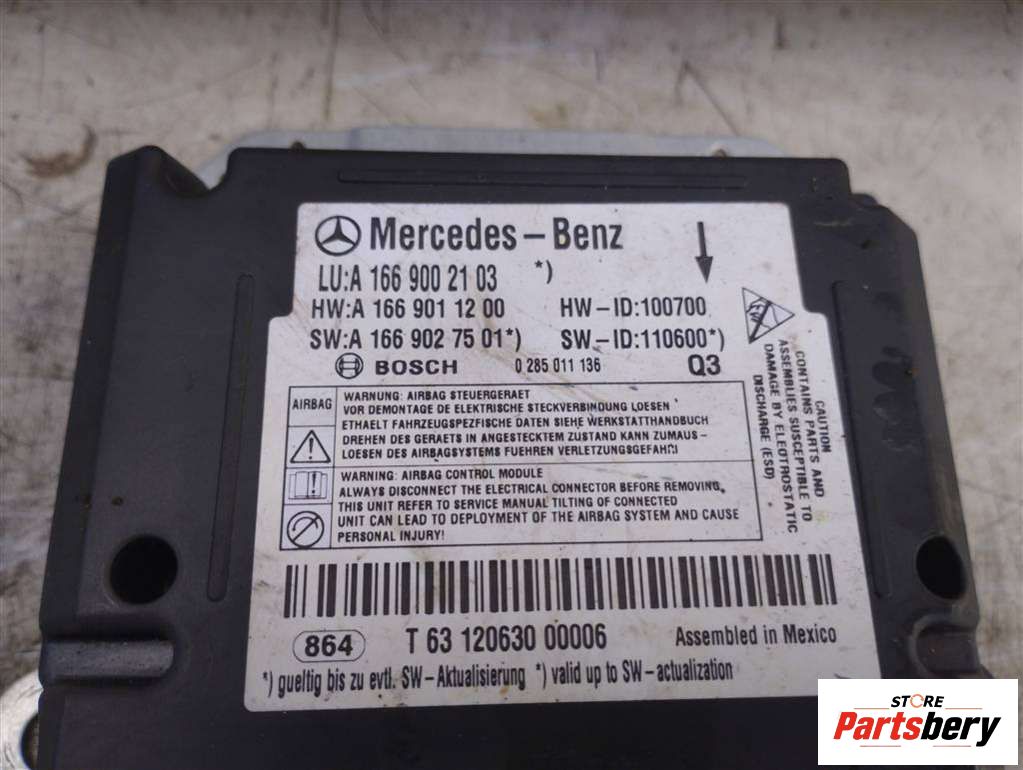 Mercedes-Benz
LU:A 166 900 21 03 *)
HW:A 166 901 12 00 HW-ID:100700
SW:A 166 902 75 01*) SW-ID:110600*)
BOSCH 0 285 011 136 Q3
AIRBAG
WARNUNG: AIRBAG STEUERGERAET
VOR DEMONTAGE DE ELEKTRISCHE STECKVERBINDUNG LOESEN
ETHAELT FAHRZEUGSPEZFISCHE DATEN SIEHE WERKSTATTHANDBUCH
DREHEN DES GERAETS IN ANGESTECKTEM ZUSTAND KANN ZUMAUS-
LOESEN DES AIRBAGSYSTEMS FUEHREN VERLETZUNGSGEFAHR!
WARNING: AIRBAG CONTROL MODULE
ALWAYS DISCONNECT THE ELECTRICAL CONNECTOR BEFORE REMOVING,
THIS UNIT REFER TO SERVICE MANUAL TILTING OF CONNECTED
UNIT CAN LEAD TO DEPLOYMENT OF THE AIRBAG SYSTEM AND CAUSE
PERSONAL INJURY!
CAUTION
CONTAINS PARTS AND
ASSEMBLIES SUSCEPTIBLE TO
DAMAGE BY ELEOTROSTATIC
DISCHARGE (ESD)
864 T 63 120630 00006 Assembled in Mexico
*) gueltig bis zu evtl. SW-Aktualisierung *) valid up to SW-actualization
STORE
Partsbery